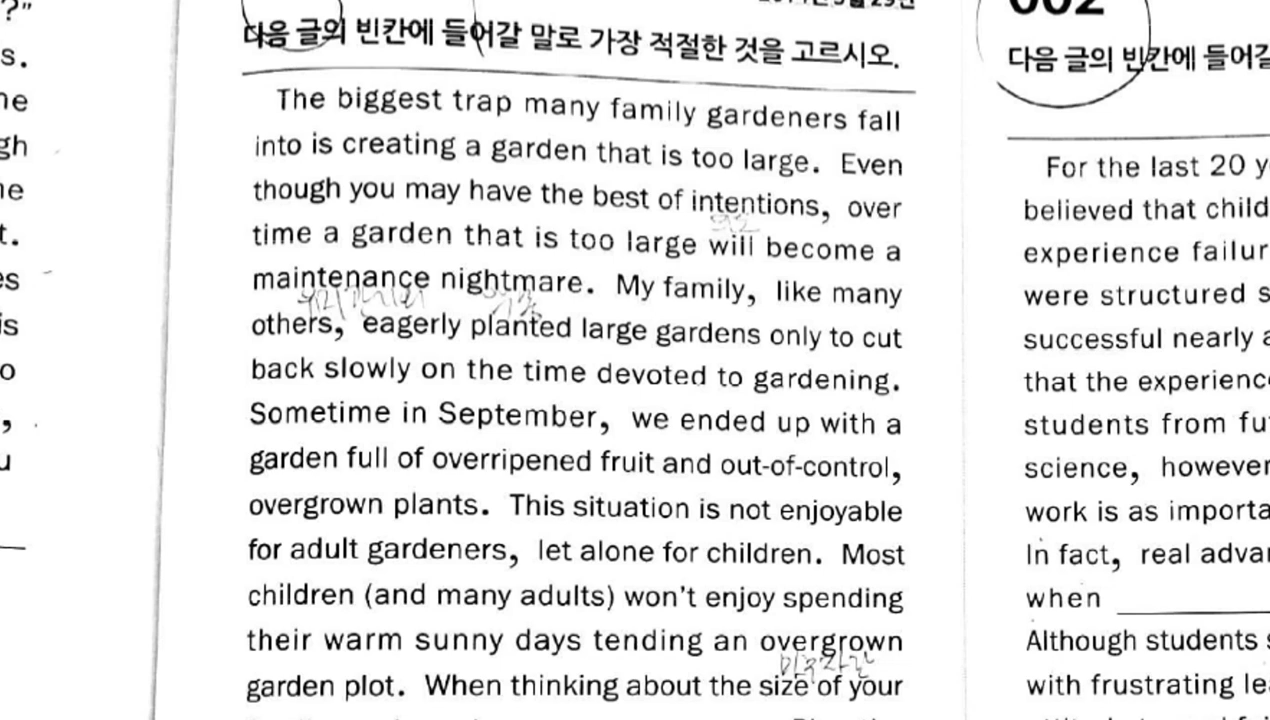 ?"
s.
ne
gh
ne
t.
es
is
o
,
u
다음 글의 빈칸에 들어갈 말로 가장 적절한 것을 고르시오.
The biggest trap many family gardeners fall
into is creating a garden that is too large. Even
though you may have the best of intentions, over
time a garden that is too large will become a
maintenance nightmare. My family, like many
others, eagerly planted large gardens only to cut
back slowly on the time devoted to gardening.
Sometime in September, we ended up with a
garden full of overripened fruit and out-of-control,
overgrown plants. This situation is not enjoyable
for adult gardeners, let alone for children. Most
children (and many adults) won't enjoy spending
their warm sunny days tending an overgrown
garden plot. When thinking about the size of your
002
다음 글의 빈칸에 들어갈
For the last 20 y
believed that child
experience failur
were structured s
successful nearly a
that the experienc
students from fu
science, however
work is as importa
In fact, real adva
when
Although students s
with frustrating le